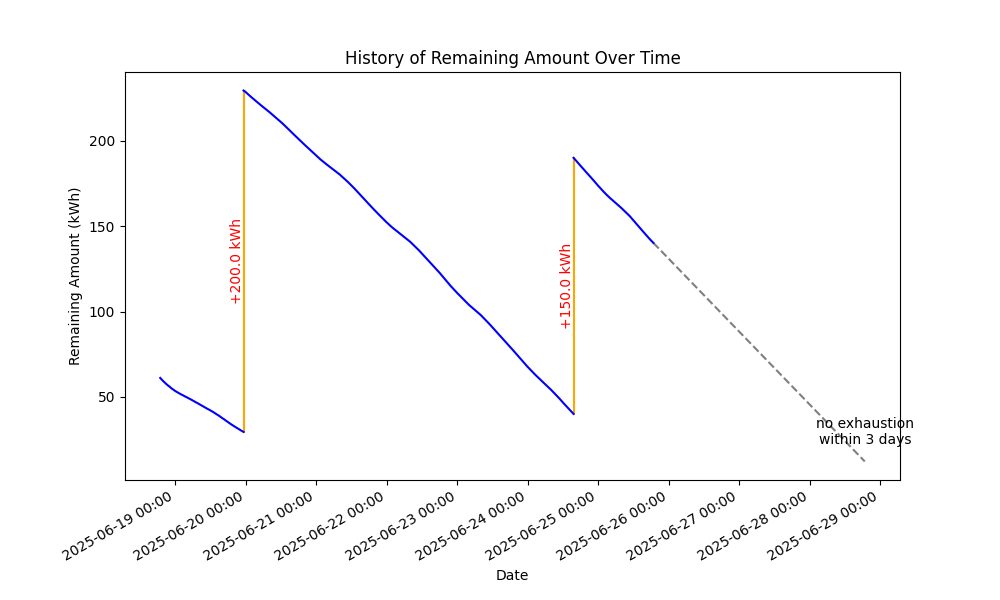 History of Remaining Amount Over Time
Remaining Amount (kWh)
200
150
100
50
+200.0 kWh
+150.0 kWh
no exhaustion
within 3 days
2025-06-19 00:00
2025-06-20 00:00
2025-06-21 00:00
2025-06-22 00:00
2025-06-23 00:00
2025-06-24 00:00
2025-06-25 00:00
2025-06-26 00:00
2025-06-27 00:00
2025-06-28 00:00
2025-06-29 00:00
Date